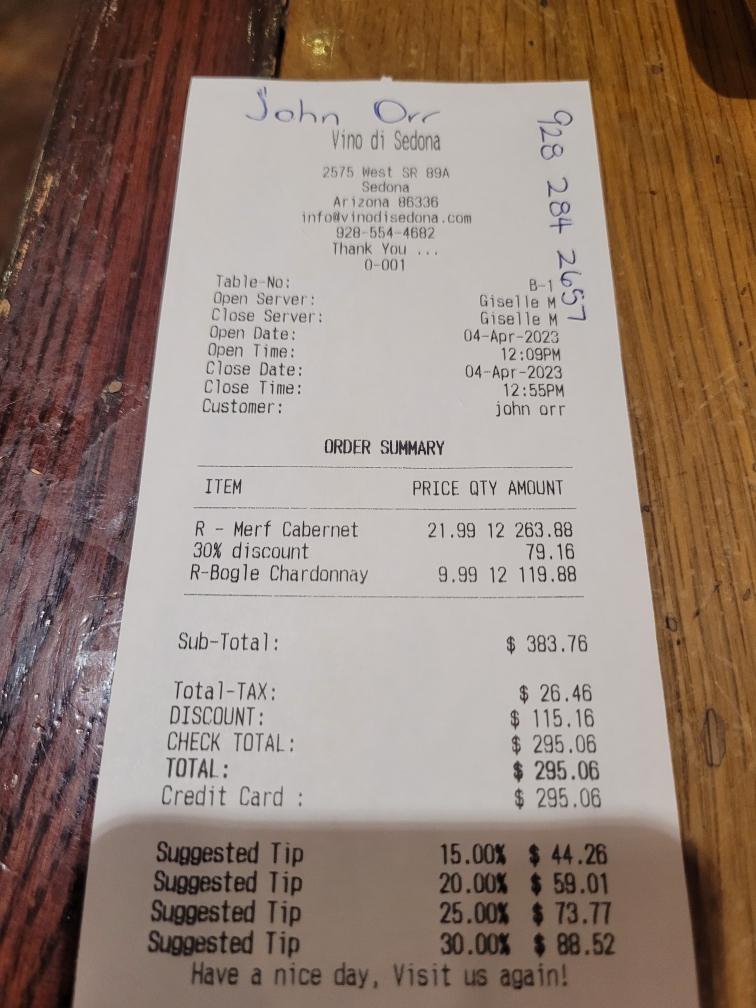 John Orr
928 284 2657
Vino di Sedona
2575 West SR 89A
Sedona
Arizona 86336
info@vinodisedona.com
928-554-4682
Thank You ...
0-001
Table-No: B-1
Open Server: Giselle M
Close Server: Giselle M
Open Date: 04-Apr-2023
Open Time: 12:09PM
Close Date: 04-Apr-2023
Close Time: 12:55PM
Customer: john orr
ORDER SUMMARY
ITEM PRICE QTY AMOUNT
R - Merf Cabernet 21.99 12 263.88
30% discount 79.16
R-Bogle Chardonnay 9.99 12 119.88
Sub-Total: $ 383.76
Total-TAX: $ 26.46
DISCOUNT: $ 115.16
CHECK TOTAL: $ 295.06
TOTAL: $ 295.06
Credit Card : $ 295.06
Suggested Tip 15.00% $ 44.26
Suggested Tip 20.00% $ 59.01
Suggested Tip 25.00% $ 73.77
Suggested Tip 30.00% $ 88.52
Have a nice day, Visit us again!